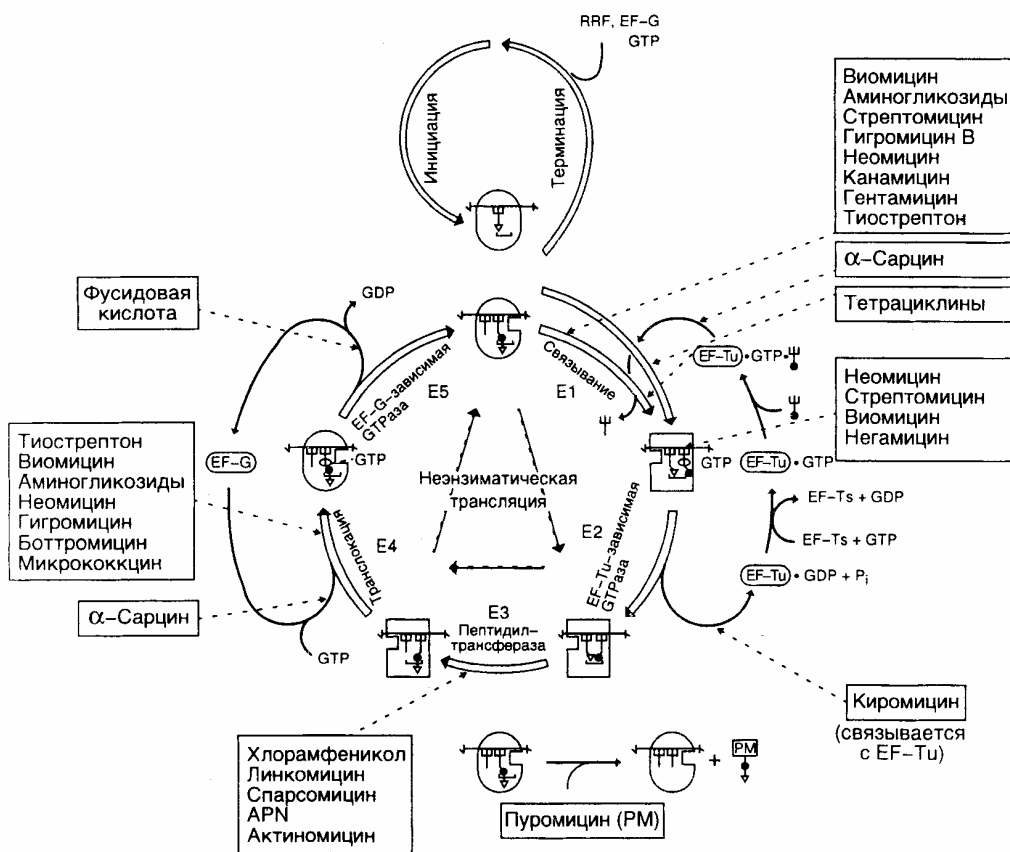 RRF, EF-G
GTP
Инициация
Терминация
Виомицин
Аминогликозиды
Стрептомицин
Гигромицин В
Неомицин
Канамицин
Гентамицин
Тиострептон
α-Сарцин
Тетрациклины
Фусидовая
кислота
GDP
EF-G-зависимая
GTPаза
E5
E1
Связывание
EF-Tu • GTP •
Неомицин
Стрептомицин
Виомицин
Негамицин
Тиострептон
Виомицин
Аминогликозиды
Неомицин
Гигромицин
Боттромицин
Микрококкцин
EF-G
GTP
Неэнзиматическая
трансляция
GTP
EF-Tu • GTP
EF-Ts + GDP
EF-Ts + GTP
EF-Tu • GDP + Pi
E4
Транслокация
E2
EF-Tu-зависимая
GTPаза
α-Сарцин
GTP
E3
Пептидил-
трансфераза
Киромицин
(связывается
с EF-Tu)
Хлорамфеникол
Линкомицин
Спарсомицин
APN
Актиномицин
+
PM
Пуромицин (PM)